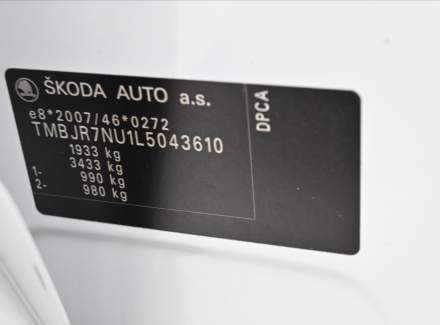 ŠKODA AUTO a.s.
e8*2007/46*0272
TMBJR7NU1L5043610
1933 kg
3433 kg
1- 990 kg
2- 980 kg
DPCA